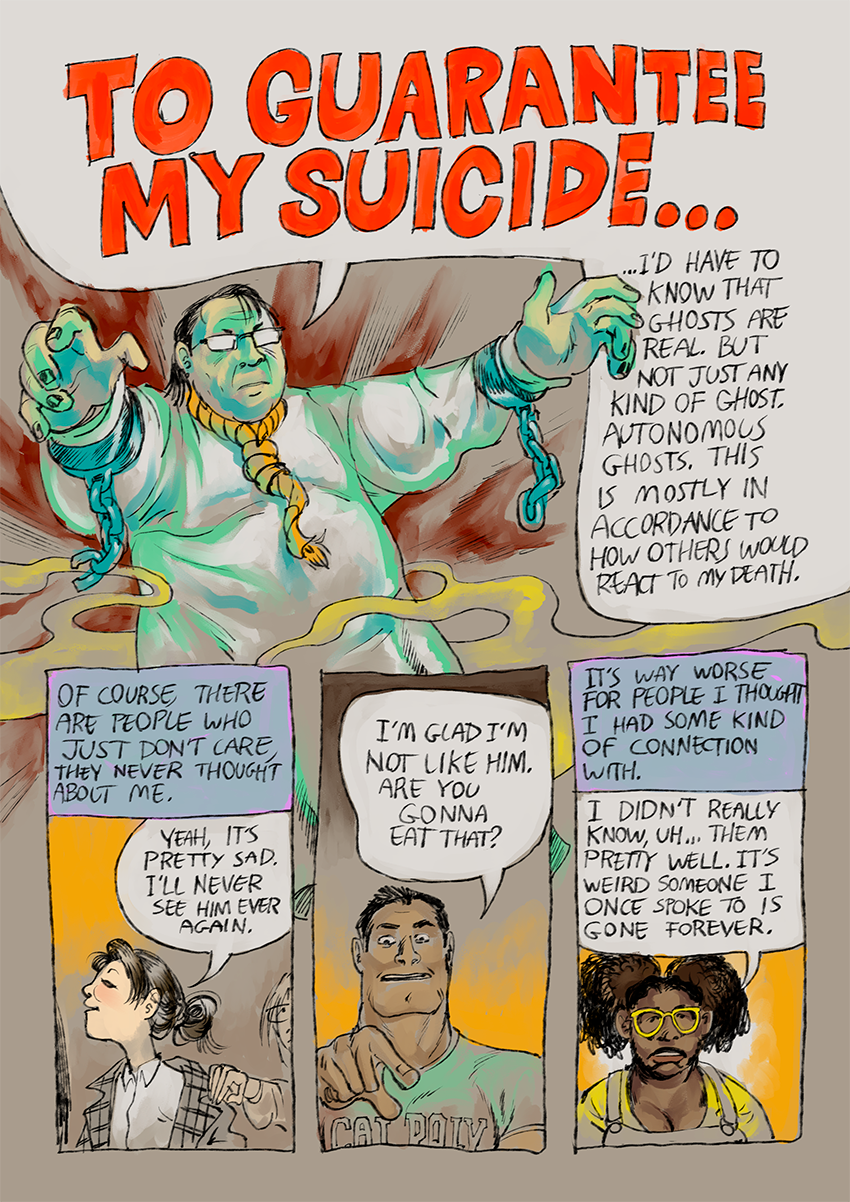 TO GUARANTEE
MY SUICIDE...
...I'D HAVE TO
KNOW THAT
GHOSTS ARE
REAL. BUT
NOT JUST ANY
KIND OF GHOST.
AUTONOMOUS
GHOSTS. THIS
IS MOSTLY IN
ACCORDANCE TO
HOW OTHERS WOULD
REACT TO MY DEATH.
OF COURSE, THERE
ARE PEOPLE WHO
JUST DON'T CARE,
THEY NEVER THOUGHT
ABOUT ME.
YEAH, IT'S
PRETTY SAD.
I'LL NEVER
SEE HIM EVER
AGAIN.
I'M GLAD I'M
NOT LIKE HIM.
ARE YOU
GONNA
EAT THAT?
CAL POLY
IT'S WAY WORSE
FOR PEOPLE I THOUGHT
I HAD SOME KIND
OF CONNECTION
WITH.
I DIDN'T REALLY
KNOW, UH... THEM
PRETTY WELL. IT'S
WEIRD SOMEONE I
ONCE SPOKE TO IS
GONE FOREVER.